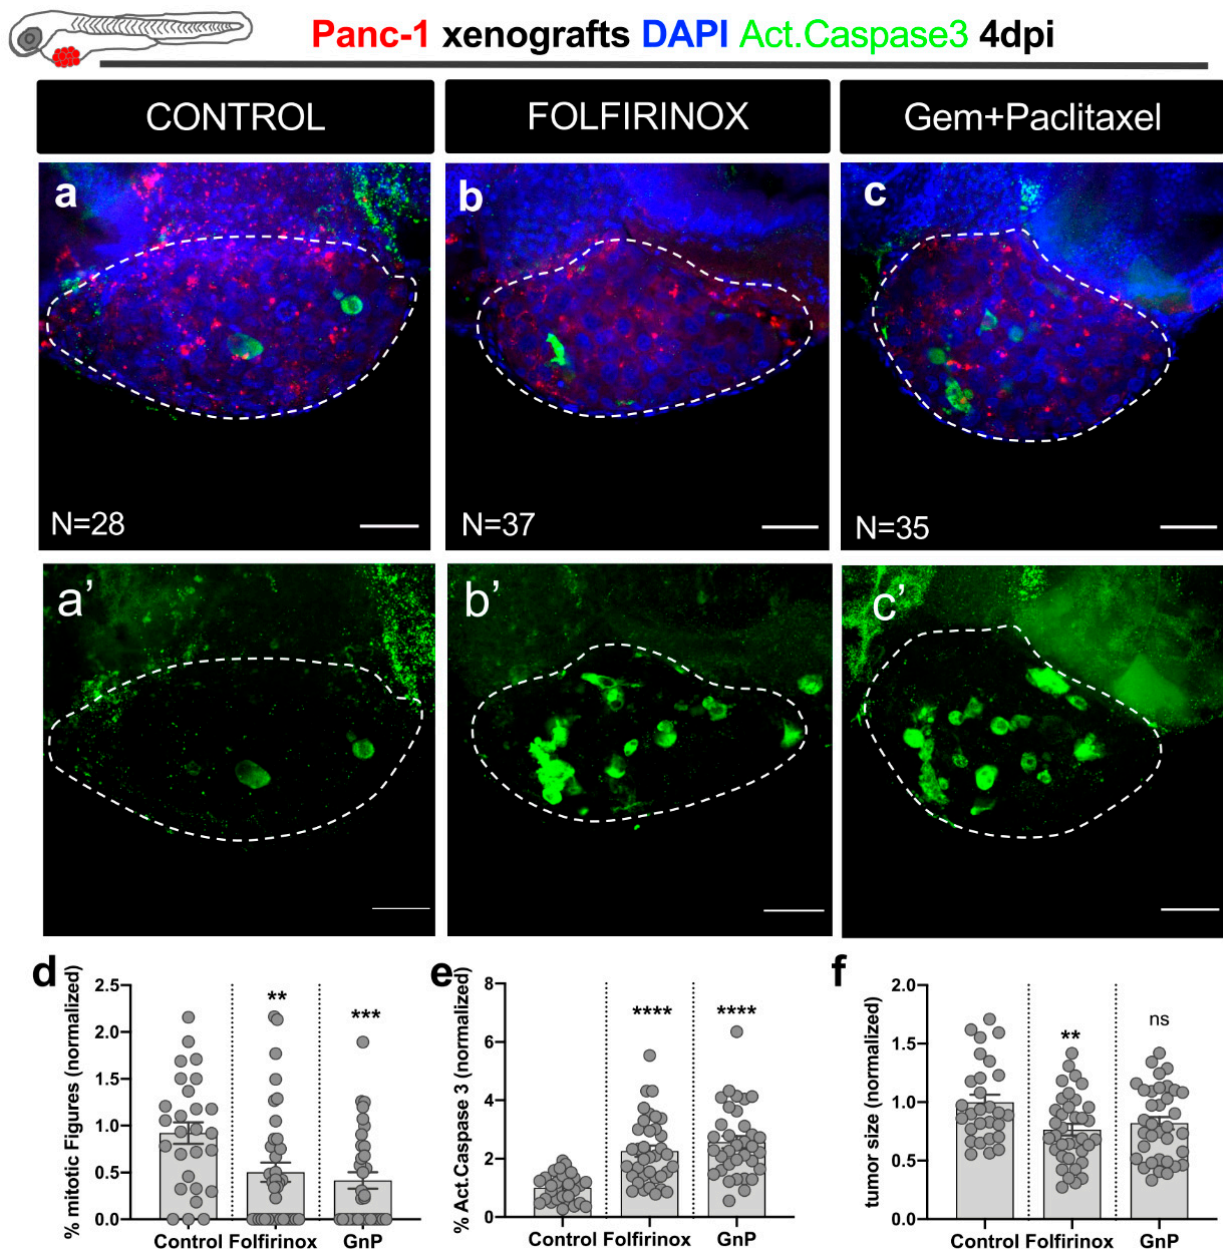 Panc-1 xenografts DAPI Act.Caspase3 4dpi
CONTROL
FOLFIRINOX
Gem+Paclitaxel
a
b
c
N=28
N=37
N=35
a'
b'
c'
d
e
f
% mitotic Figures (normalized)
2.5
2.0
1.5
1.0
0.5
0.0
**
***
Control Folfirinox GnP
% Act.Caspase 3 (normalized)
8
6
4
2
0
****
****
Control Folfirinox GnP
tumor size (normalized)
2.0
1.5
1.0
0.5
0.0
**
ns
Control Folfirinox GnP